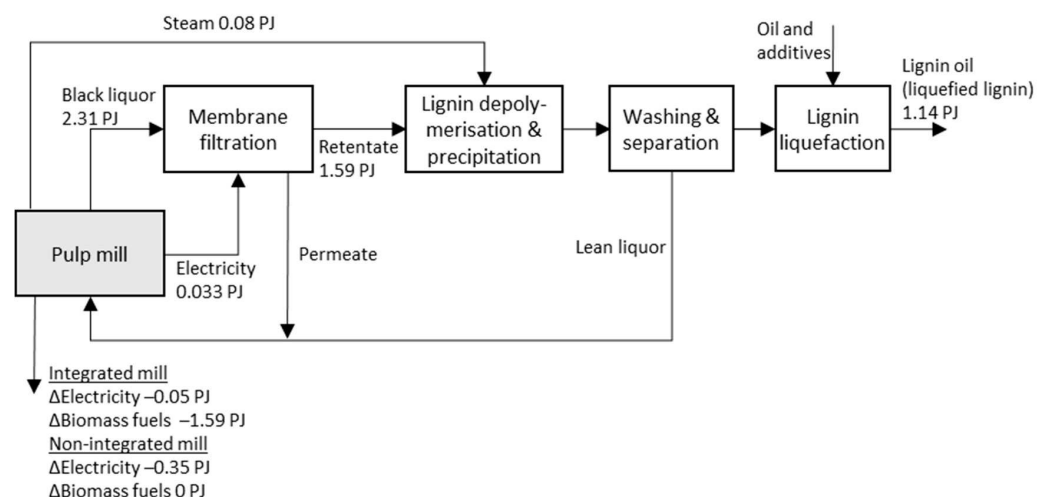 Steam 0.08 PJ
Oil and
additives
Lignin oil
(liquefied lignin)
1.14 PJ
Black liquor
2.31 PJ
Membrane
filtration
Retentate
1.59 PJ
Lignin depoly-
merisation &
precipitation
Washing &
separation
Lignin
liquefaction
Pulp mill
Electricity
0.033 PJ
Permeate
Lean liquor
Integrated mill
ΔElectricity –0.05 PJ
ΔBiomass fuels –1.59 PJ
Non-integrated mill
ΔElectricity –0.35 PJ
ΔBiomass fuels 0 PJ